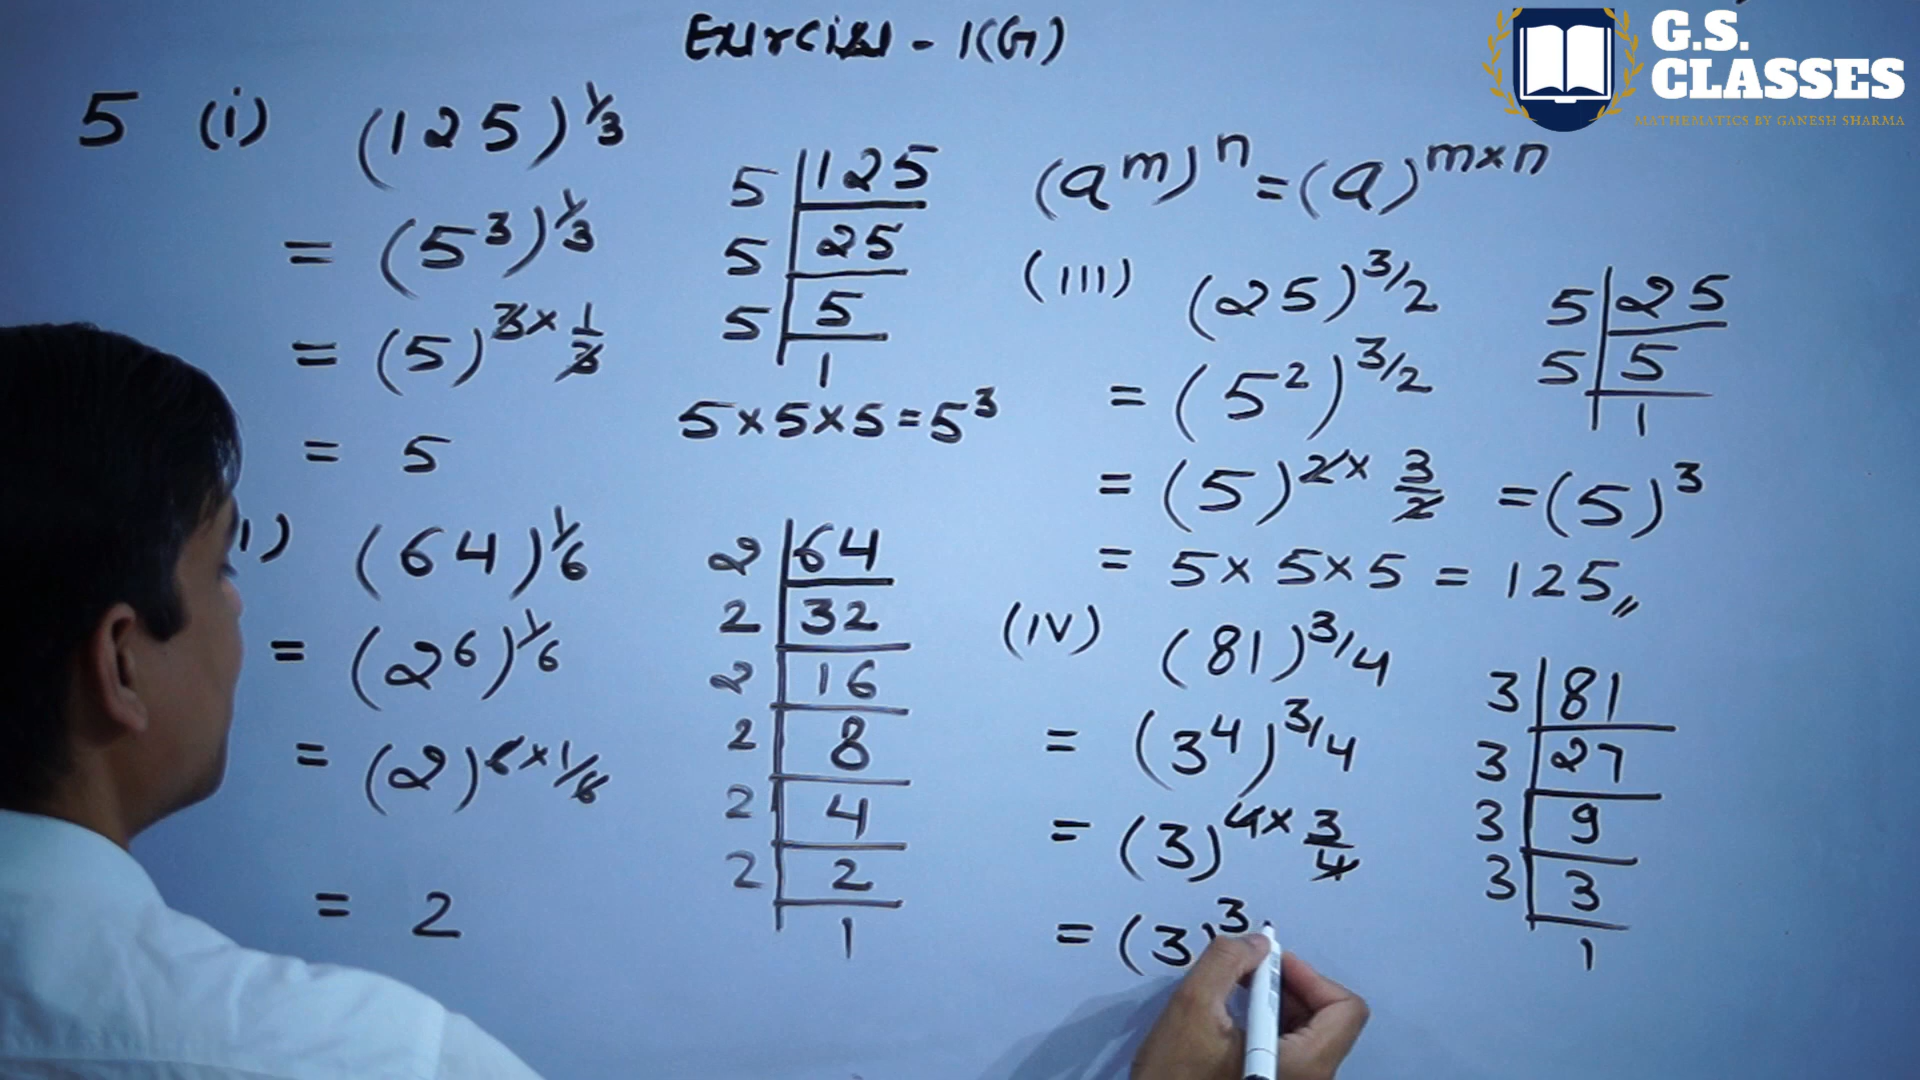 Exercise - 1(G)
G.S.
CLASSES
MATHEMATICS BY GANESH SHARMA
5 (i) (125)^1/3
= (5^3)^1/3
= (5)^3×1/3
= 5
5 | 125
5 | 25
5 | 5
1
5×5×5=5^3
(64)^1/6
= (2^6)^1/6
= (2)^6×1/6
= 2
2 | 64
2 | 32
2 | 16
2 | 8
2 | 4
2 | 2
1
(a^m)^n = (a)^m×n
(III) (25)^3/2
= (5^2)^3/2
= (5)^2×3/2 = (5)^3
= 5×5×5 = 125,,
5 | 25
5 | 5
1
(IV) (81)^3/4
= (3^4)^3/4
= (3)^4×3/4
= (3)^3
3 | 81
3 | 27
3 | 9
3 | 3
1